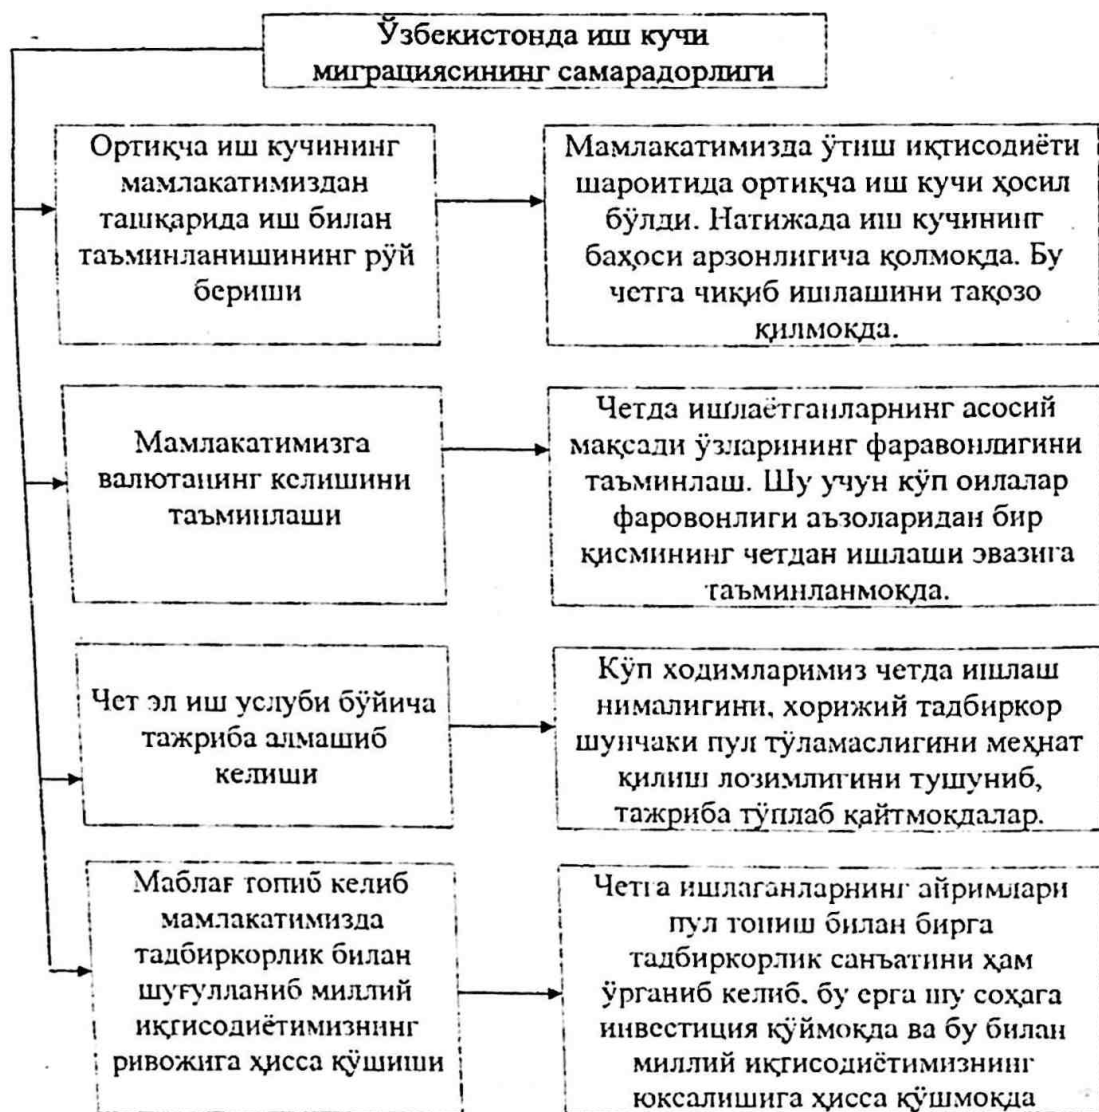 Ўзбекистонда иш кучи
миграциясининг самарадорлиги
Ортиқча иш кучининг
мамлакатимиздан
ташқарида иш билан
таъминланишининг рўй
бериши
Мамлакатимизда ўтиш иқтисодиёти
шароитида ортиқча иш кучи ҳосил
бўлди. Натижада иш кучининг
баҳоси арзонлигича қолмоқда. Бу
четга чиқиб ишлашини тақозо
қилмоқда.
Мамлакатимизга
валютанинг келишини
таъминлаши
Четда ишлаётганларнинг асосий
мақсади ўзларининг фаравонлигини
таъминлаш. Шу учун кўп оилалар
фаровонлиги аъзоларидан бир
қисмининг четдан ишлаши эвазига
таъминланмоқда.
Чет эл иш услуби бўйича
тажриба алмашиб
келиши
Кўп ходимларимиз четда ишлаш
нималигини, хорижий тадбиркор
шунчаки пул тўламаслигини меҳнат
қилиш лозимлигини тушуниб,
тажриба тўплаб қайтмоқдалар.
Маблағ топиб келиб
мамлакатимизда
тадбиркорлик билан
шуғулланиб миллий
иқтисодиётимизнинг
ривожига ҳисса қўшиши
Четга ишлаганларнинг айримлари
пул топиш билан бирга
тадбиркорлик санъатини ҳам
ўрганиб келиб, бу ерга шу соҳага
инвестиция қўймоқда ва бу билан
миллий иқтисодиётимизнинг
юксалишига ҳисса қўшмоқда